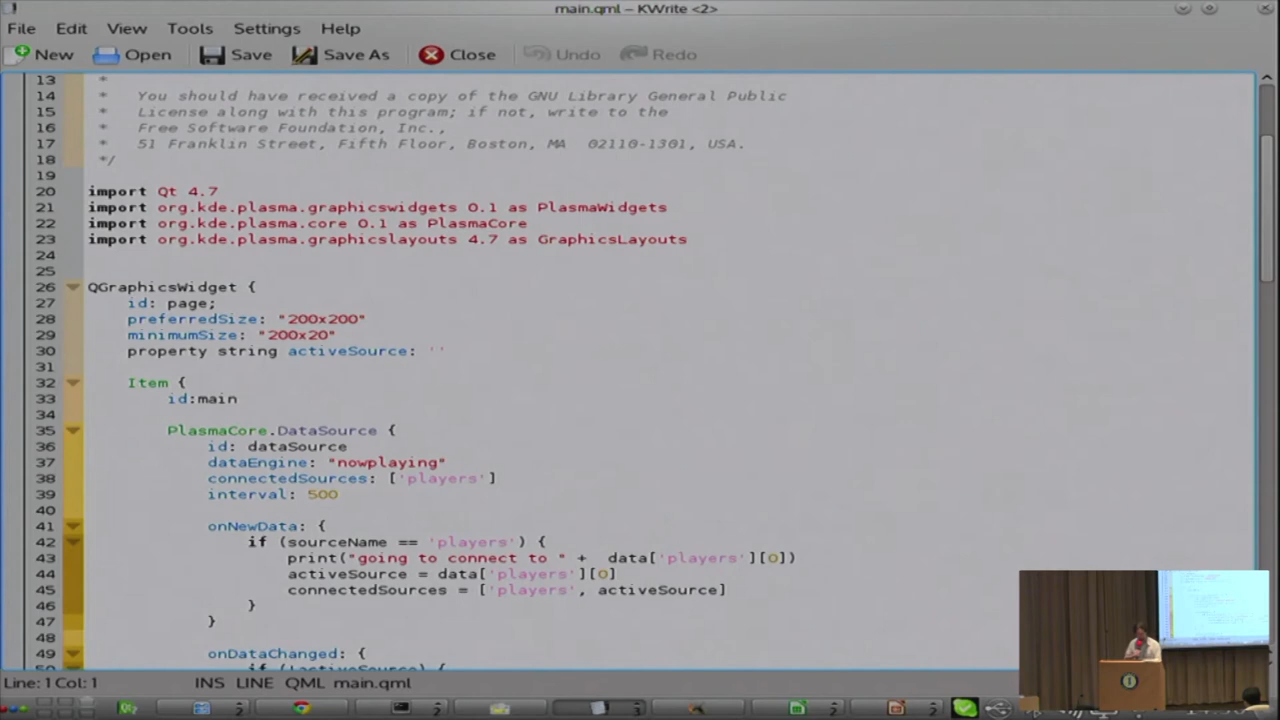 main.qml – KWrite <2>
File Edit View Tools Settings Help
New Open Save Save As Close Undo Redo
13 *
14 * You should have received a copy of the GNU Library General Public
15 * License along with this program; if not, write to the
16 * Free Software Foundation, Inc.,
17 * 51 Franklin Street, Fifth Floor, Boston, MA 02110-1301, USA.
18 */
19
20 import Qt 4.7
21 import org.kde.plasma.graphicswidgets 0.1 as PlasmaWidgets
22 import org.kde.plasma.core 0.1 as PlasmaCore
23 import org.kde.plasma.graphicslayouts 4.7 as GraphicsLayouts
24
25
26 QGraphicsWidget {
27 id: page;
28 preferredSize: "200x200"
29 minimumSize: "200x20"
30 property string activeSource: ''
31
32 Item {
33 id:main
34
35 PlasmaCore.DataSource {
36 id: dataSource
37 dataEngine: "nowplaying"
38 connectedSources: ['players']
39 interval: 500
40
41 onNewData: {
42 if (sourceName == 'players') {
43 print("going to connect to " + data['players'][0])
44 activeSource = data['players'][0]
45 connectedSources = ['players', activeSource]
46 }
47 }
48
49 onDataChanged: {
50 if (!activeSource) {
Line: 1 Col: 1 INS LINE QML main.qml
2 2 3 2 2